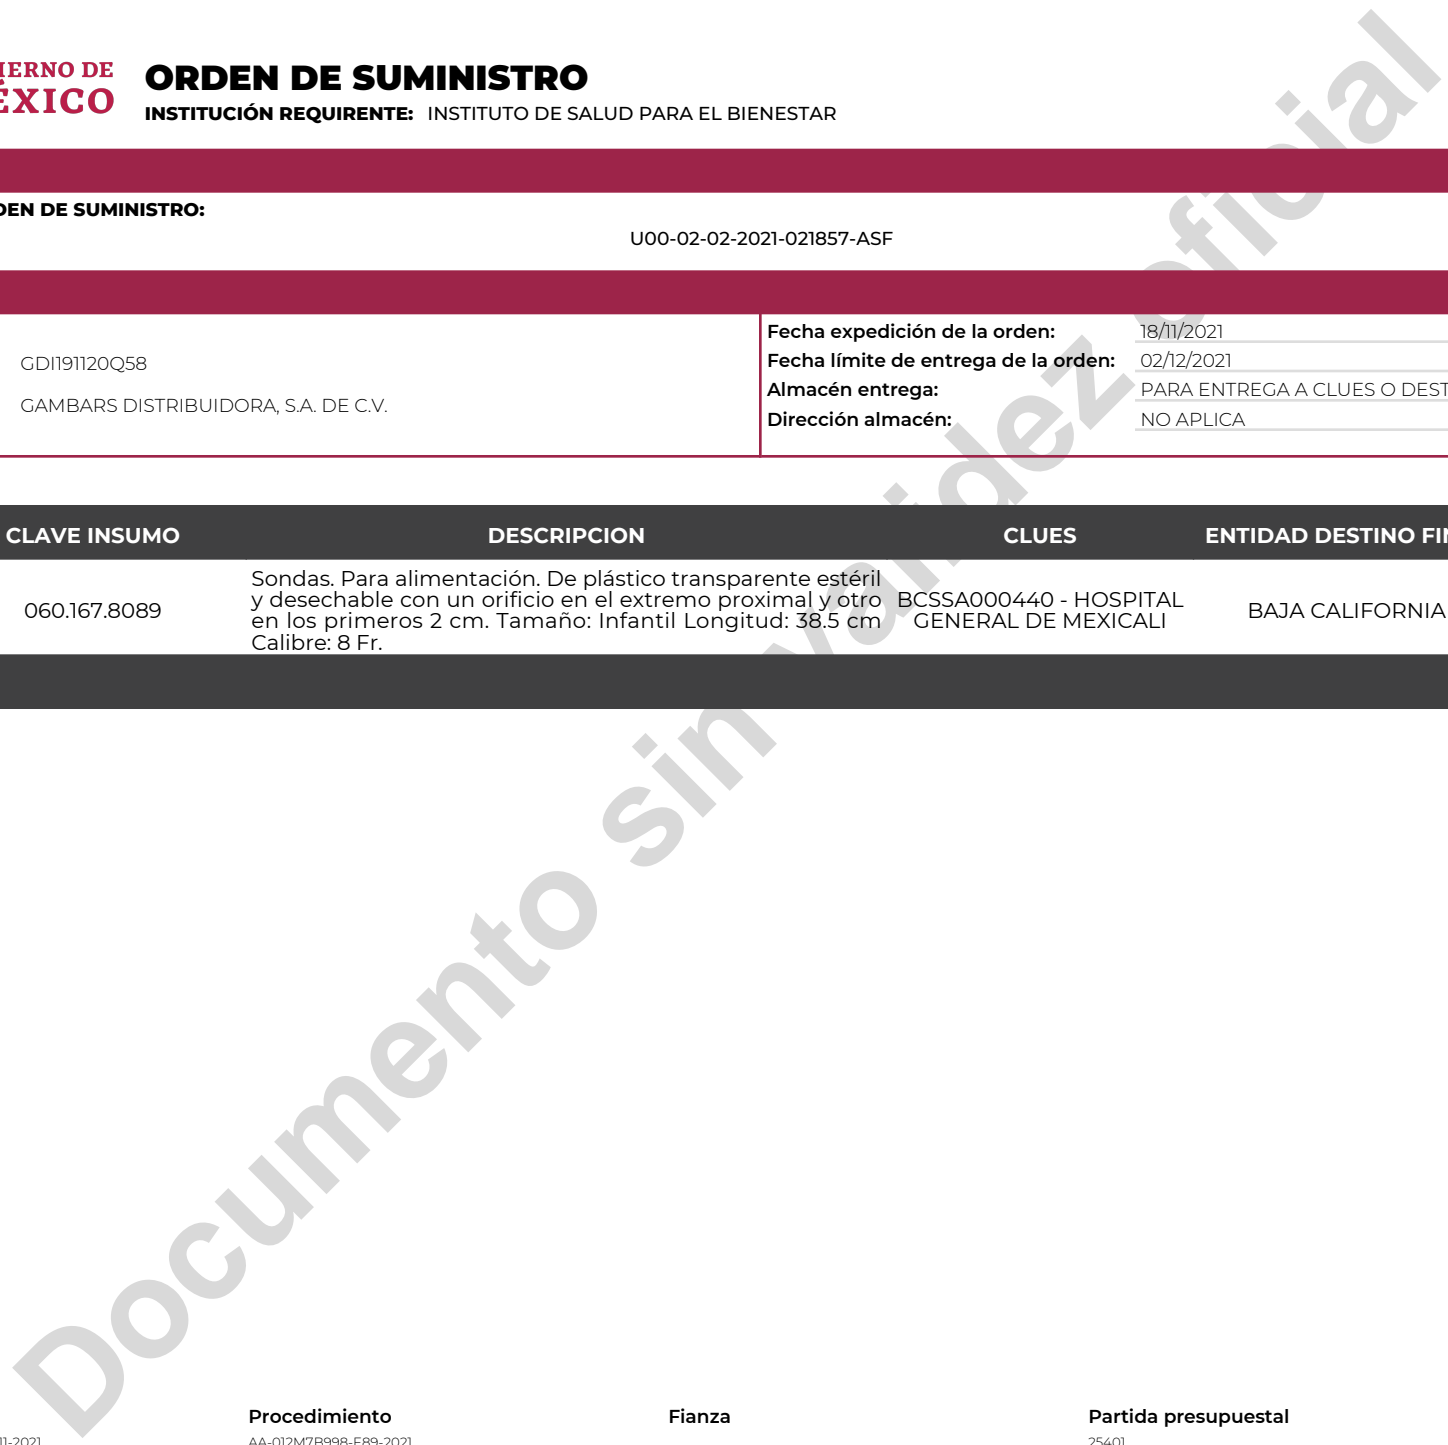 IERNO DE
ÉXICO
ORDEN DE SUMINISTRO
INSTITUCIÓN REQUIRENTE: INSTITUTO DE SALUD PARA EL BIENESTAR
DEN DE SUMINISTRO:
U00-02-02-2021-021857-ASF
GDI191120Q58
GAMBARS DISTRIBUIDORA, S.A. DE C.V.
Fecha expedición de la orden: 18/11/2021
Fecha límite de entrega de la orden: 02/12/2021
Almacén entrega: PARA ENTREGA A CLUES O DEST
Dirección almacén: NO APLICA
CLAVE INSUMO DESCRIPCION CLUES ENTIDAD DESTINO FIN
060.167.8089
Sondas. Para alimentación. De plástico transparente estéril
y desechable con un orificio en el extremo proximal y otro
en los primeros 2 cm. Tamaño: Infantil Longitud: 38.5 cm
Calibre: 8 Fr.
BCSSA000440 - HOSPITAL
GENERAL DE MEXICALI
BAJA CALIFORNIA
Documento sin validez oficial
Procedimiento Fianza Partida presupuestal
11-2021 AA-012M7B998-E89-2021 25401